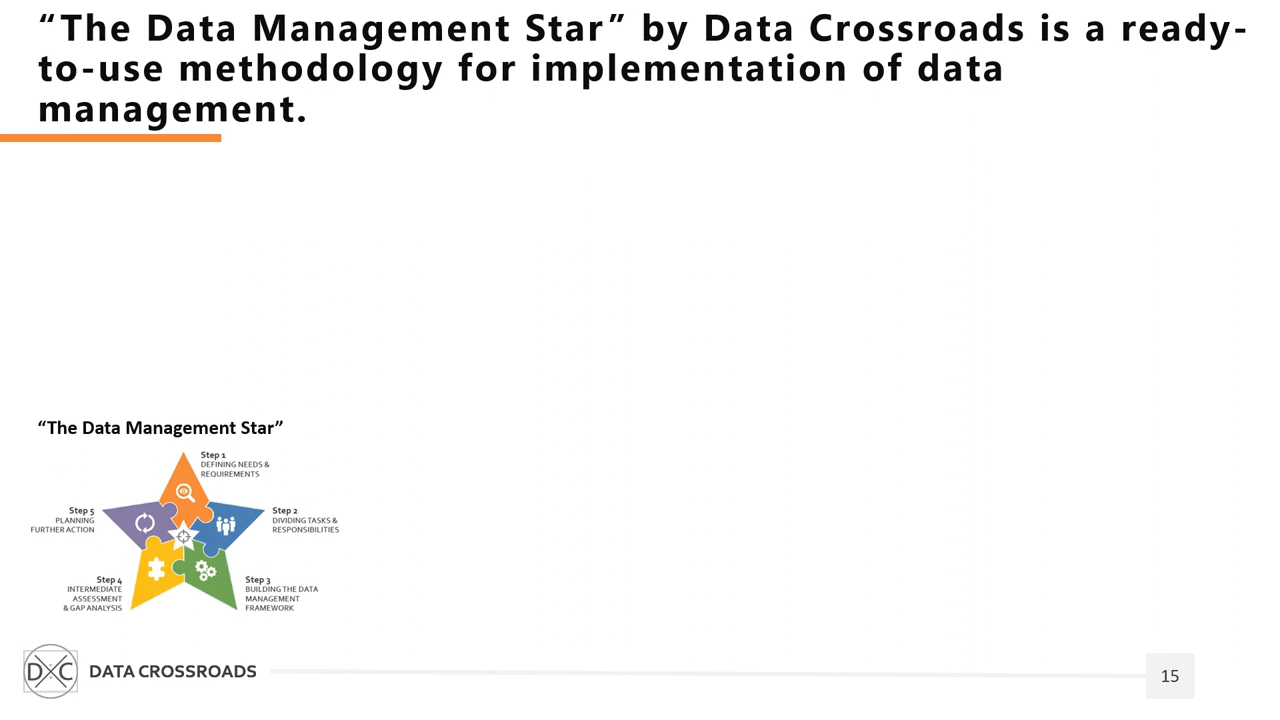 “The Data Management Star” by Data Crossroads is a ready-
to-use methodology for implementation of data
management.
“The Data Management Star”
Step 1
DEFINING NEEDS &
REQUIREMENTS
Step 2
DIVIDING TASKS &
RESPONSIBILITIES
Step 3
BUILDING THE DATA
MANAGEMENT
FRAMEWORK
Step 4
INTERMEDIATE
ASSESSMENT
& GAP ANALYSIS
Step 5
PLANNING
FURTHER ACTION
DXC
DATA CROSSROADS
15